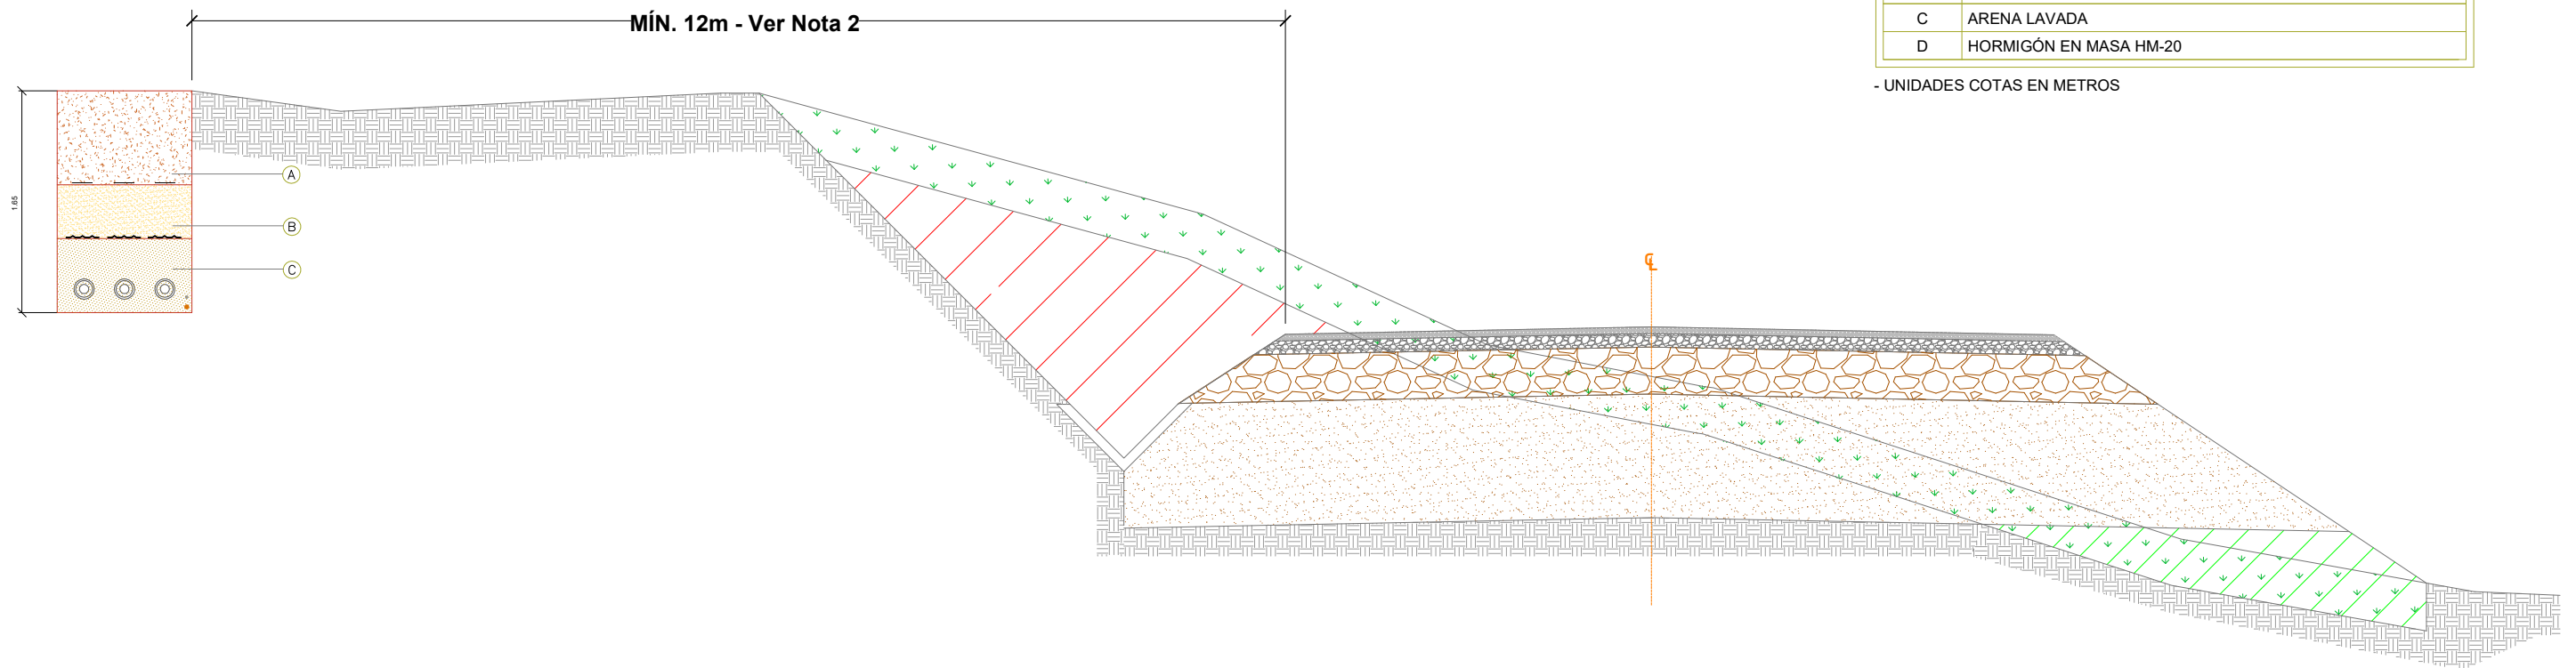 MÍN. 12m - Ver Nota 2
C ARENA LAVADA
D HORMIGÓN EN MASA HM-20
- UNIDADES COTAS EN METROS
1.65
A
B
C
℄